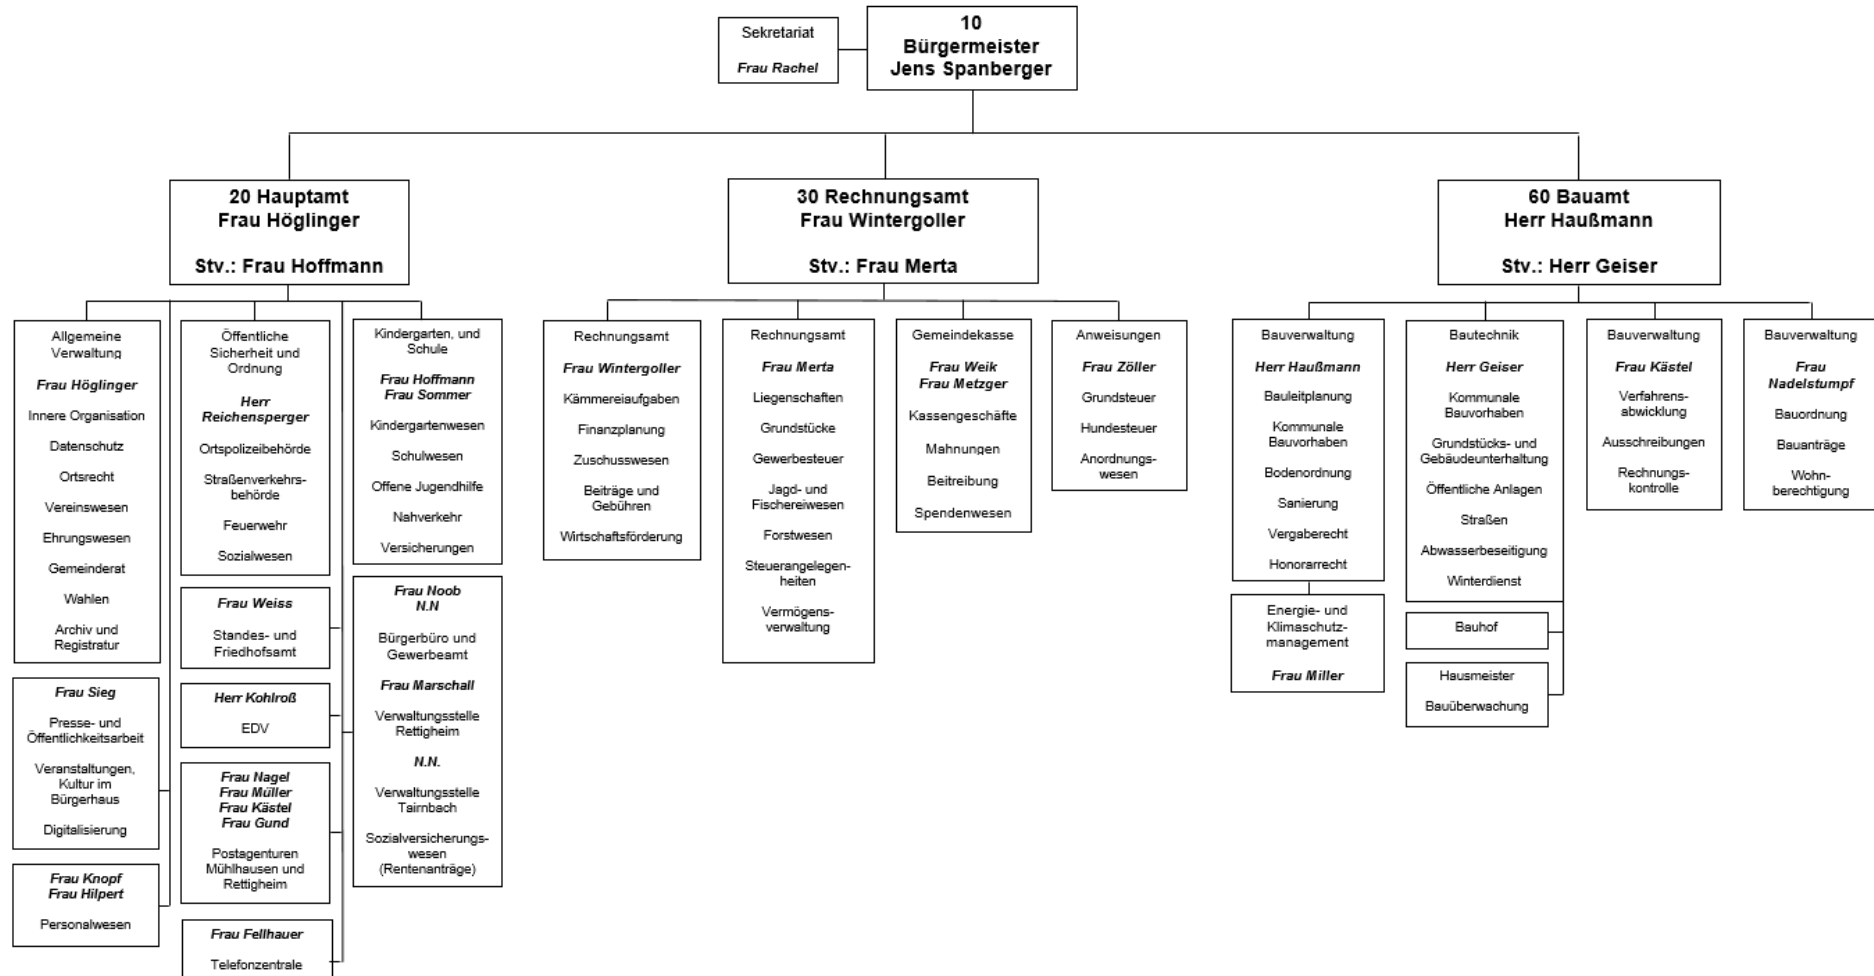 Sekretariat
Frau Rachel
10
Bürgermeister
Jens Spanberger
20 Hauptamt
Frau Höglinger
Stv.: Frau Hoffmann
30 Rechnungsamt
Frau Wintergoller
Stv.: Frau Merta
60 Bauamt
Herr Haußmann
Stv.: Herr Geiser
Allgemeine
Verwaltung
Frau Höglinger
Innere Organisation
Datenschutz
Ortsrecht
Vereinswesen
Ehrungswesen
Gemeinderat
Wahlen
Archiv und
Registratur
Frau Sieg
Presse- und
Öffentlichkeitsarbeit
Veranstaltungen,
Kultur im
Bürgerhaus
Digitalisierung
Frau Knopf
Frau Hilpert
Personalwesen
Öffentliche
Sicherheit und
Ordnung
Herr
Reichensperger
Ortspolizeibehörde
Straßenverkehrs-
behörde
Feuerwehr
Sozialwesen
Frau Weiss
Standes- und
Friedhofsamt
Herr Kohlroß
EDV
Frau Nagel
Frau Müller
Frau Kästel
Frau Gund
Postagenturen
Mühlhausen und
Rettigheim
Frau Fellhauer
Telefonzentrale
Kindergarten, und
Schule
Frau Hoffmann
Frau Sommer
Kindergartenwesen
Schulwesen
Offene Jugendhilfe
Nahverkehr
Versicherungen
Frau Noob
N.N
Bürgerbüro und
Gewerbeamt
Frau Marschall
Verwaltungsstelle
Rettigheim
N.N.
Verwaltungsstelle
Tairnbach
Sozialversicherungs-
wesen
(Rentenanträge)
Rechnungsamt
Frau Wintergoller
Kämmereiaufgaben
Finanzplanung
Zuschusswesen
Beiträge und
Gebühren
Wirtschaftsförderung
Rechnungsamt
Frau Merta
Liegenschaften
Grundstücke
Gewerbesteuer
Jagd- und
Fischereiwesen
Forstwesen
Steuerangelegen-
heiten
Vermögens-
verwaltung
Gemeindekasse
Frau Weik
Frau Metzger
Kassengeschäfte
Mahnungen
Beitreibung
Spendenwesen
Anweisungen
Frau Zöller
Grundsteuer
Hundesteuer
Anordnungs-
wesen
Bauverwaltung
Herr Haußmann
Bauleitplanung
Kommunale
Bauvorhaben
Bodenordnung
Sanierung
Vergaberecht
Honorarrecht
Energie- und
Klimaschutz-
management
Frau Miller
Bautechnik
Herr Geiser
Kommunale
Bauvorhaben
Grundstücks- und
Gebäudeunterhaltung
Öffentliche Anlagen
Straßen
Abwasserbeseitigung
Winterdienst
Bauhof
Hausmeister
Bauüberwachung
Bauverwaltung
Frau Kästel
Verfahrens-
abwicklung
Ausschreibungen
Rechnungs-
kontrolle
Bauverwaltung
Frau
Nadelstumpf
Bauordnung
Bauanträge
Wohn-
berechtigung